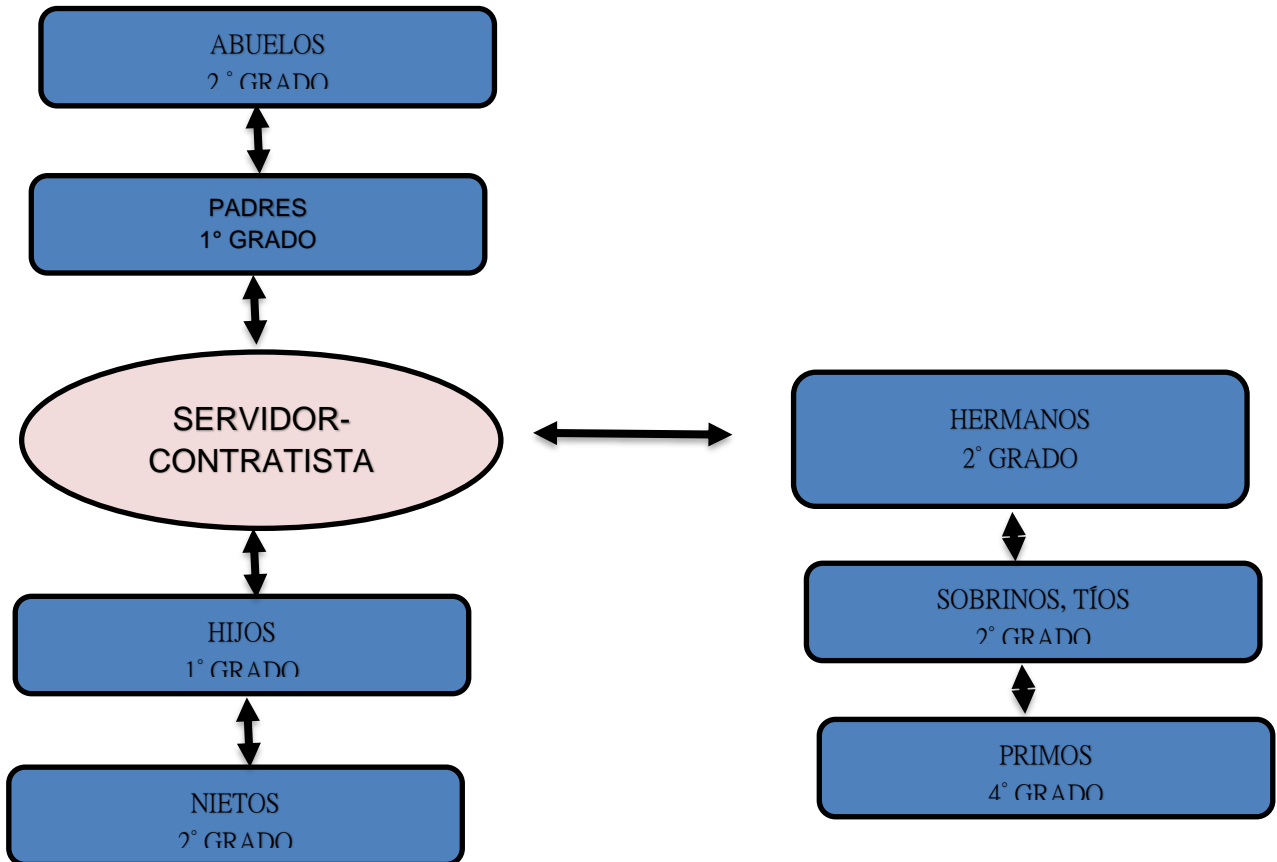 ABUELOS
2° GRADO
PADRES
1° GRADO
SERVIDOR-
CONTRATISTA
HIJOS
1° GRADO
NIETOS
2° GRADO
HERMANOS
2° GRADO
SOBRINOS, TÍOS
2° GRADO
PRIMOS
4° GRADO